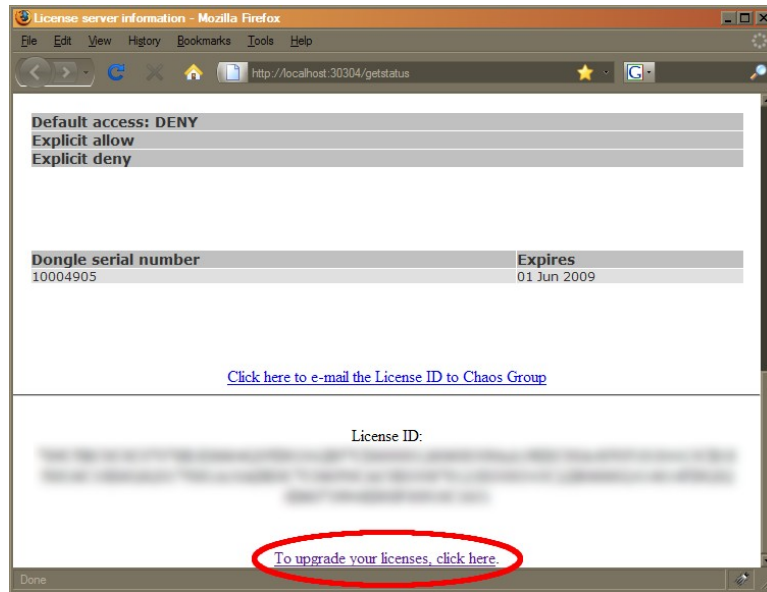 License server information - Mozilla Firefox
File Edit View History Bookmarks Tools Help
http://localhost:30304/getstatus G
Default access: DENY
Explicit allow
Explicit deny
Dongle serial number Expires
10004905 01 Jun 2009
Click here to e-mail the License ID to Chaos Group
License ID:
To upgrade your licenses, click here.
Done